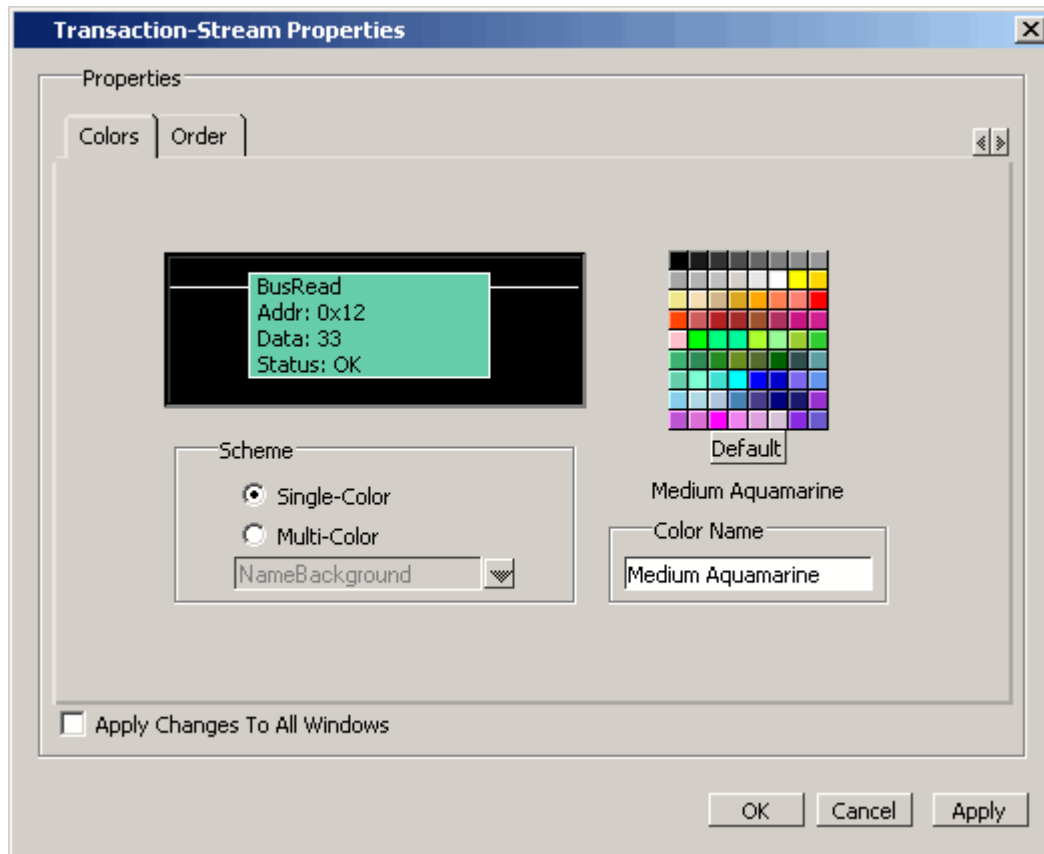 Transaction-Stream Properties
Properties
Colors
Order
BusRead
Addr: 0x12
Data: 33
Status: OK
Default
Medium Aquamarine
Scheme
Single-Color
Multi-Color
NameBackground
Color Name
Medium Aquamarine
Apply Changes To All Windows
OK
Cancel
Apply